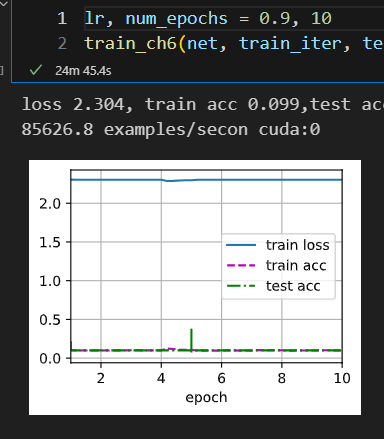 1 lr, num_epochs = 0.9, 10
2 train_ch6(net, train_iter, te
24m 45.4s
loss 2.304, train acc 0.099,test acc
85626.8 examples/secon cuda:0
2.0
1.5
1.0
0.5
0.0
train loss
train acc
test acc
2 4 6 8 10
epoch